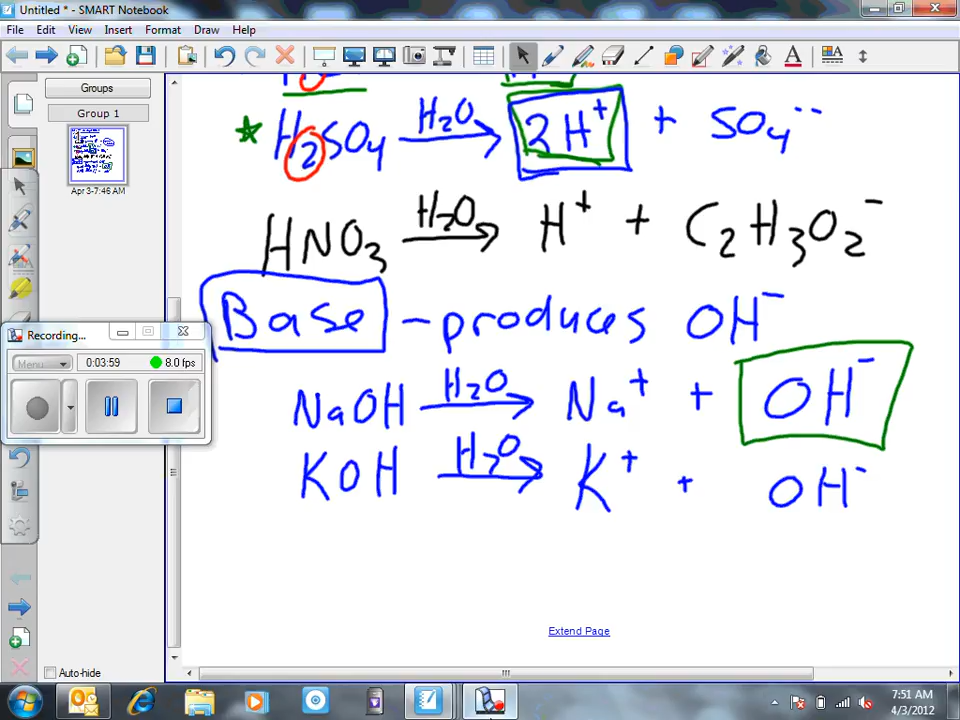 Untitled * - SMART Notebook
File Edit View Insert Format Draw Help
Groups
Group 1
Apr 3-7:46 AM
H2SO4 H2O → 2H+ + SO4--
HNO3 H2O → H+ + C2H3O2-
Base - produces OH-
NaOH H2O → Na+ + OH-
KOH H2O → K+ + OH-
Recording...
Menu
0:03:59
8.0 fps
Extend Page
Auto-hide
7:51 AM
4/3/2012